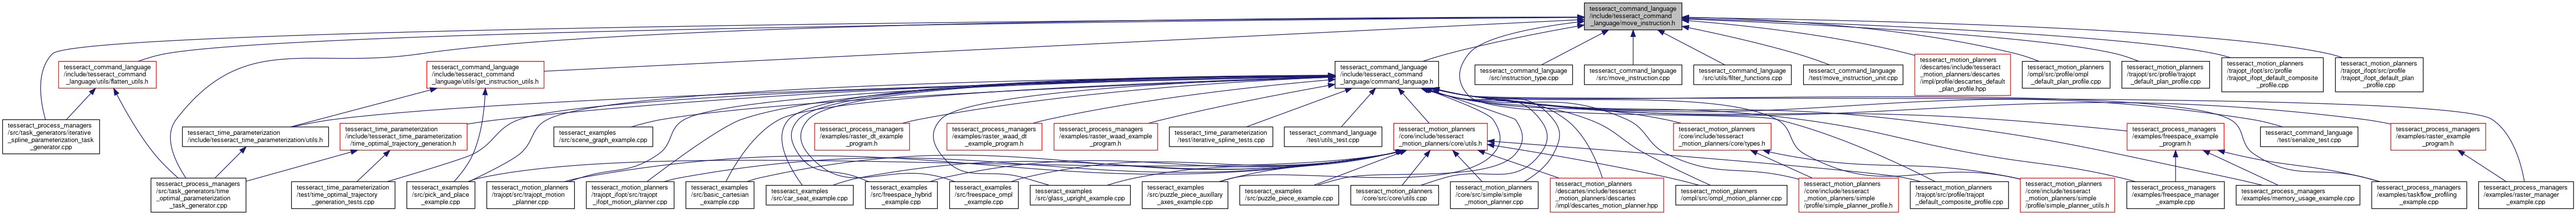 tesseract_command_language
/include/tesseract_command
_language/move_instruction.h
tesseract_command_language
/include/tesseract_command
_language/utils/flatten_utils.h
tesseract_command_language
/include/tesseract_command
_language/utils/get_instruction_utils.h
tesseract_command_language
/include/tesseract_command
_language/command_language.h
tesseract_command_language
/src/instruction_type.cpp
tesseract_command_language
/src/move_instruction.cpp
tesseract_command_language
/src/utils/filter_functions.cpp
tesseract_command_language
/test/move_instruction_unit.cpp
tesseract_motion_planners
/descartes/include/tesseract
_motion_planners/descartes
/impl/profile/descartes_default
_plan_profile.hpp
tesseract_motion_planners
/ompl/src/profile/ompl
_default_plan_profile.cpp
tesseract_motion_planners
/trajopt/src/profile/trajopt
_default_plan_profile.cpp
tesseract_motion_planners
/trajopt_ifopt/src/profile
/trajopt_ifopt_default_composite
_profile.cpp
tesseract_motion_planners
/trajopt_ifopt/src/profile
/trajopt_ifopt_default_plan
_profile.cpp
tesseract_process_managers
/src/task_generators/iterative
_spline_parameterization_task
_generator.cpp
tesseract_time_parameterization
/include/tesseract_time_parameterization/utils.h
tesseract_time_parameterization
/include/tesseract_time_parameterization
/time_optimal_trajectory_generation.h
tesseract_examples
/src/scene_graph_example.cpp
tesseract_process_managers
/examples/raster_dt_example
_program.h
tesseract_process_managers
/examples/raster_waad_dt
_example_program.h
tesseract_process_managers
/examples/raster_waad_example
_program.h
tesseract_time_parameterization
/test/iterative_spline_tests.cpp
tesseract_command_language
/test/utils_test.cpp
tesseract_motion_planners
/core/include/tesseract
_motion_planners/core/utils.h
tesseract_motion_planners
/core/include/tesseract
_motion_planners/core/types.h
tesseract_process_managers
/examples/freespace_example
_program.h
tesseract_command_language
/test/serialize_test.cpp
tesseract_process_managers
/examples/raster_example
_program.h
tesseract_process_managers
/src/task_generators/time
_optimal_parameterization
_task_generator.cpp
tesseract_time_parameterization
/test/time_optimal_trajectory
_generation_tests.cpp
tesseract_examples
/src/pick_and_place
_example.cpp
tesseract_motion_planners
/trajopt/src/trajopt_motion
_planner.cpp
tesseract_motion_planners
/trajopt_ifopt/src/trajopt
_ifopt_motion_planner.cpp
tesseract_examples
/src/basic_cartesian
_example.cpp
tesseract_examples
/src/car_seat_example.cpp
tesseract_examples
/src/freespace_hybrid
_example.cpp
tesseract_examples
/src/freespace_ompl
_example.cpp
tesseract_examples
/src/glass_upright_example.cpp
tesseract_examples
/src/puzzle_piece_auxillary
_axes_example.cpp
tesseract_examples
/src/puzzle_piece_example.cpp
tesseract_motion_planners
/core/src/core/utils.cpp
tesseract_motion_planners
/core/src/simple/simple
_motion_planner.cpp
tesseract_motion_planners
/descartes/include/tesseract
_motion_planners/descartes
/impl/descartes_motion_planner.hpp
tesseract_motion_planners
/ompl/src/ompl_motion_planner.cpp
tesseract_motion_planners
/core/include/tesseract
_motion_planners/simple
/profile/simple_planner_profile.h
tesseract_motion_planners
/trajopt/src/profile/trajopt
_default_composite_profile.cpp
tesseract_motion_planners
/core/include/tesseract
_motion_planners/simple
/profile/simple_planner_utils.h
tesseract_process_managers
/examples/freespace_manager
_example.cpp
tesseract_process_managers
/examples/memory_usage_example.cpp
tesseract_process_managers
/examples/taskflow_profiling
_example.cpp
tesseract_process_managers
/examples/raster_manager
_example.cpp